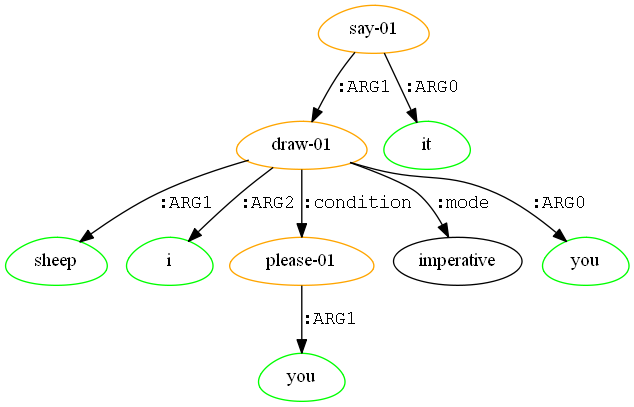 say-01
:ARG1 :ARG0
draw-01 it
:ARG1 :ARG2 :condition :mode :ARG0
sheep i please-01 imperative you
:ARG1
you